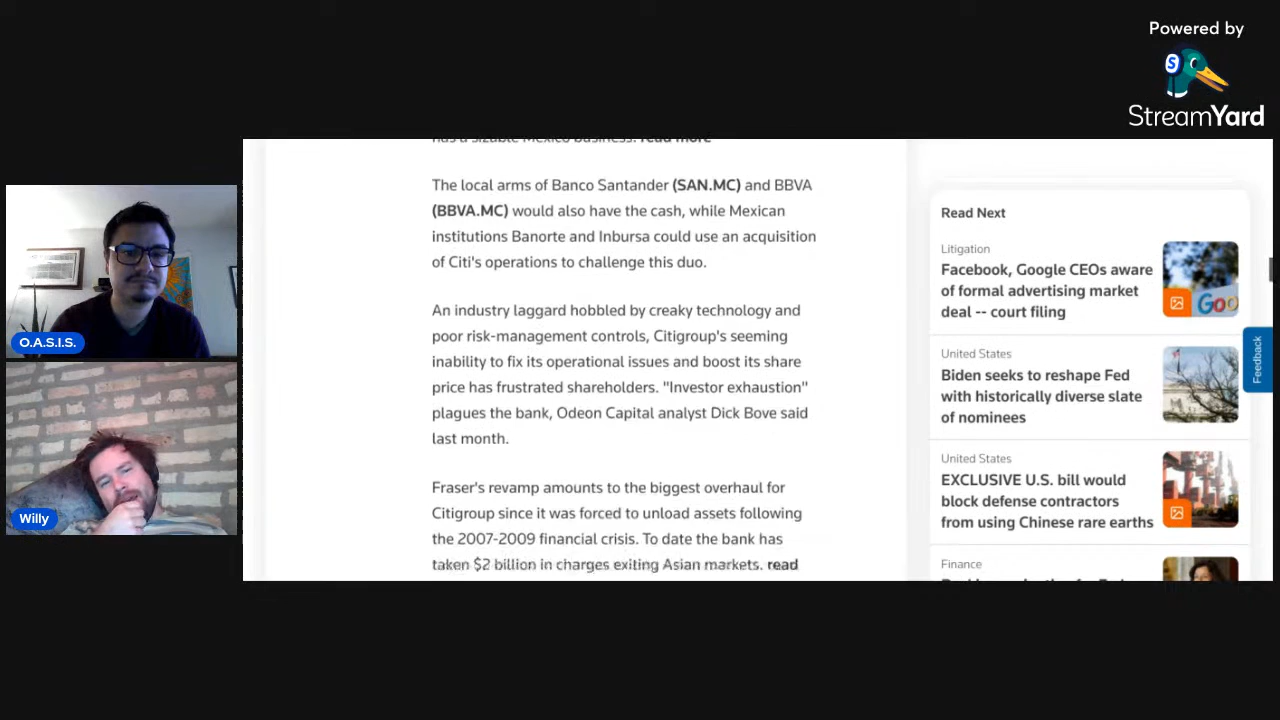 Powered by
S
StreamYard
has a sizable Mexico business. read more
The local arms of Banco Santander (SAN.MC) and BBVA
(BBVA.MC) would also have the cash, while Mexican
institutions Banorte and Inbursa could use an acquisition
of Citi's operations to challenge this duo.
An industry laggard hobbled by creaky technology and
poor risk-management controls, Citigroup's seeming
inability to fix its operational issues and boost its share
price has frustrated shareholders. "Investor exhaustion"
plagues the bank, Odeon Capital analyst Dick Bove said
last month.
Fraser's revamp amounts to the biggest overhaul for
Citigroup since it was forced to unload assets following
the 2007-2009 financial crisis. To date the bank has
taken $2 billion in charges exiting Asian markets. read
Read Next
Litigation
Facebook, Google CEOs aware
of formal advertising market
deal -- court filing
Goo
United States
Biden seeks to reshape Fed
with historically diverse slate
of nominees
United States
EXCLUSIVE U.S. bill would
block defense contractors
from using Chinese rare earths
Finance
Feedback
O.A.S.I.S.
Willy